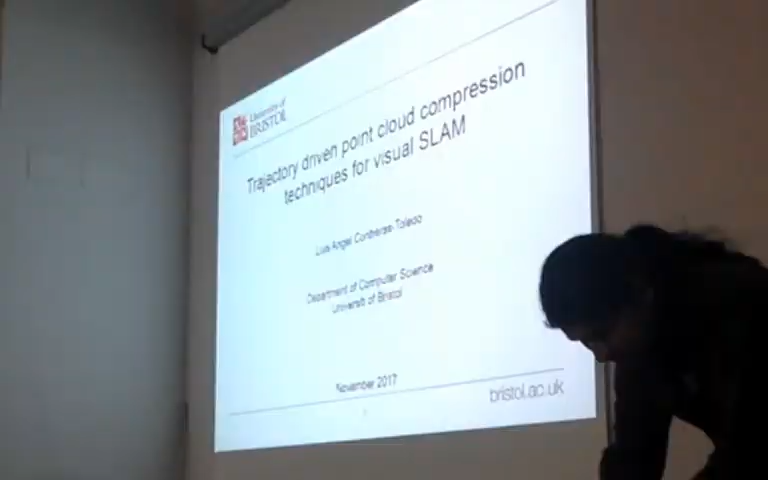 University of
BRISTOL
Trajectory driven point cloud compression
techniques for visual SLAM
Luis Angel Contreras-Toledo
Department of Computer Science
University of Bristol
November 2017
bristol.ac.uk